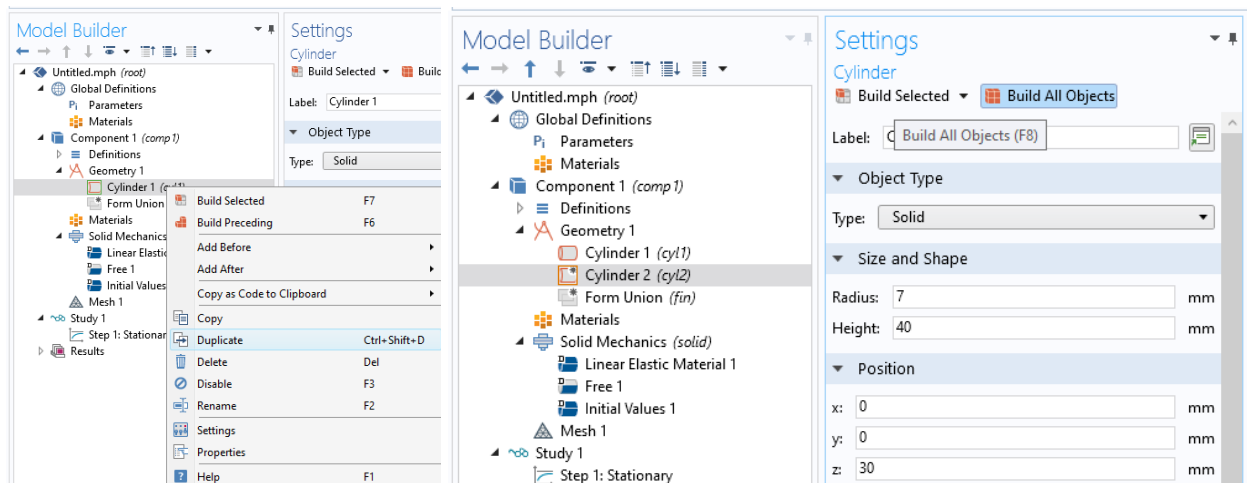 Model Builder
Untitled.mph (root)
Global Definitions
Pi Parameters
Materials
Component 1 (comp1)
Definitions
Geometry 1
Cylinder 1 (cyl1)
Form Union
Materials
Solid Mechanics
Linear Elastic
Free 1
Initial Values
Mesh 1
Study 1
Step 1: Stationar
Results
Settings
Cylinder
Build Selected
Build
Label: Cylinder 1
Object Type
Type: Solid
Build Selected F7
Build Preceding F6
Add Before
Add After
Copy as Code to Clipboard
Copy
Duplicate Ctrl+Shift+D
Delete Del
Disable F3
Rename F2
Settings
Properties
? Help F1
Model Builder
Untitled.mph (root)
Global Definitions
Pi Parameters
Materials
Component 1 (comp1)
Definitions
Geometry 1
Cylinder 1 (cyl1)
Cylinder 2 (cyl2)
Form Union (fin)
Materials
Solid Mechanics (solid)
D Linear Elastic Material 1
D Free 1
D Initial Values 1
Mesh 1
Study 1
Step 1: Stationary
Settings
Cylinder
Build Selected Build All Objects
Label: C
Build All Objects (F8)
Object Type
Type: Solid
Size and Shape
Radius: 7 mm
Height: 40 mm
Position
x: 0 mm
y: 0 mm
z: 30 mm